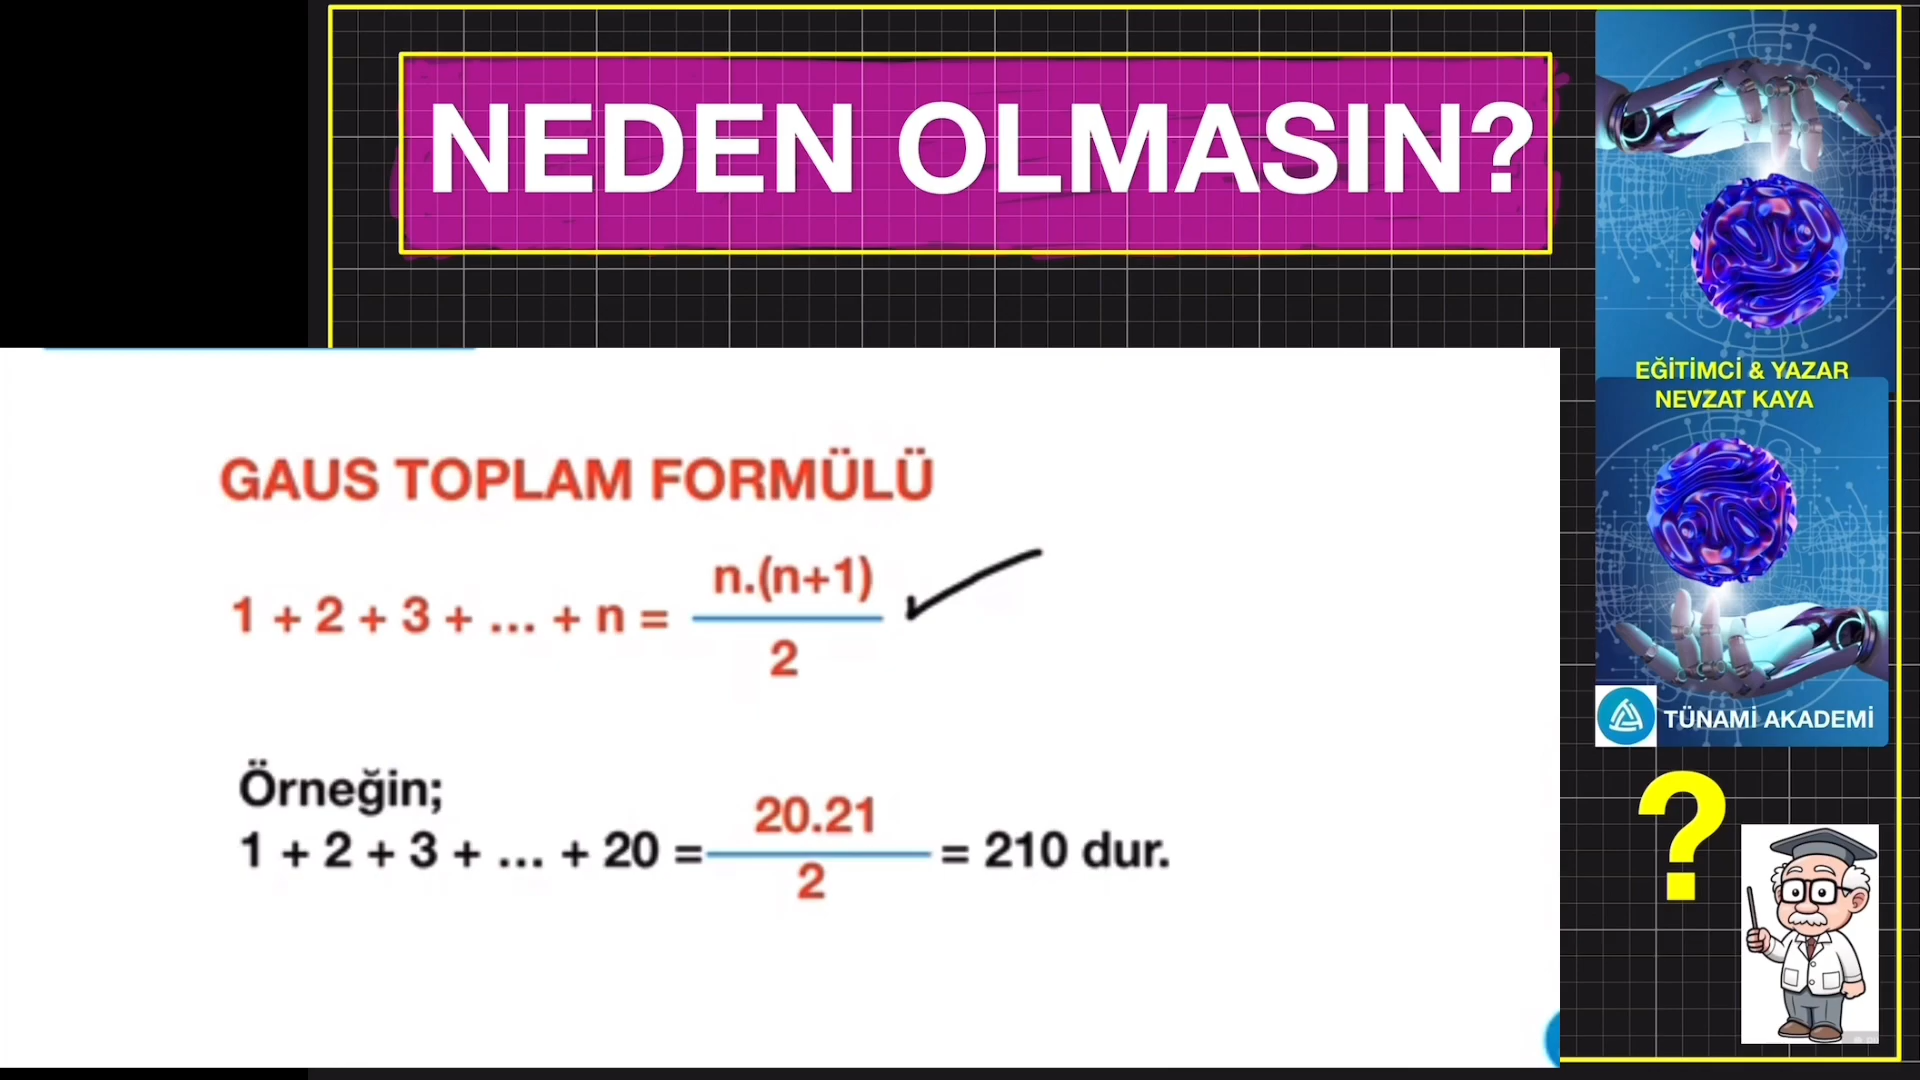 NEDEN OLMASIN?
EĞİTİMCİ & YAZAR
NEVZAT KAYA
GAUS TOPLAM FORMÜLÜ
1 + 2 + 3 + ... + n = n.(n+1)
2
Örneğin;
1 + 2 + 3 + ... + 20 = 20.21 = 210 dur.
2
TÜNAMİ AKADEMİ
?